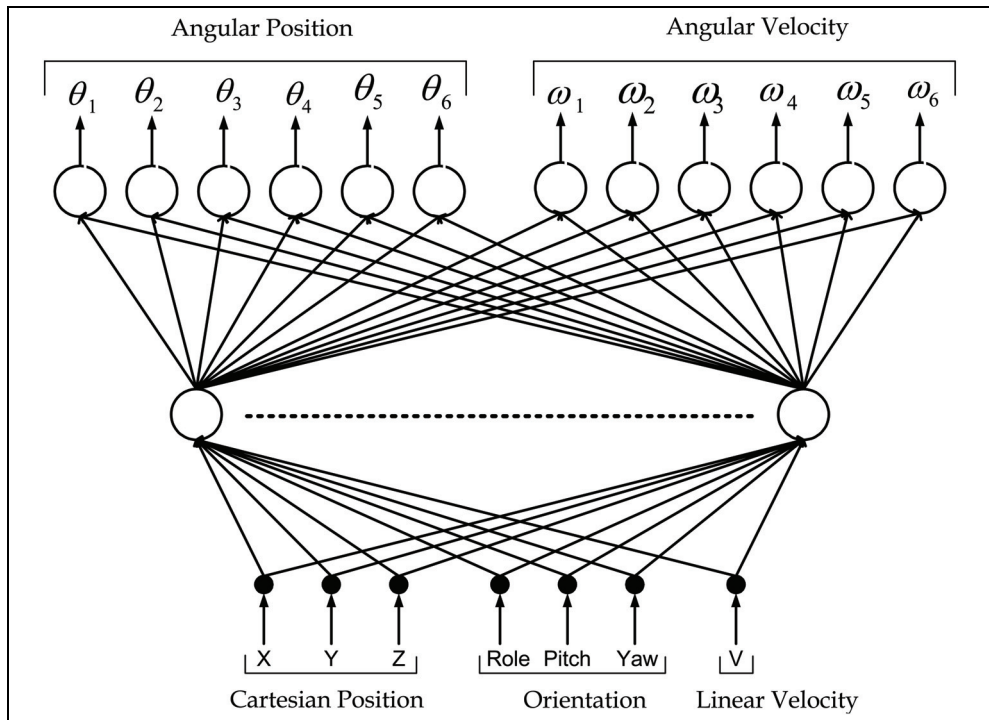 Angular Position Angular Velocity
θ1 θ2 θ3 θ4 θ5 θ6 ω1 ω2 ω3 ω4 ω5 ω6
X Y Z Role Pitch Yaw V
Cartesian Position Orientation Linear Velocity